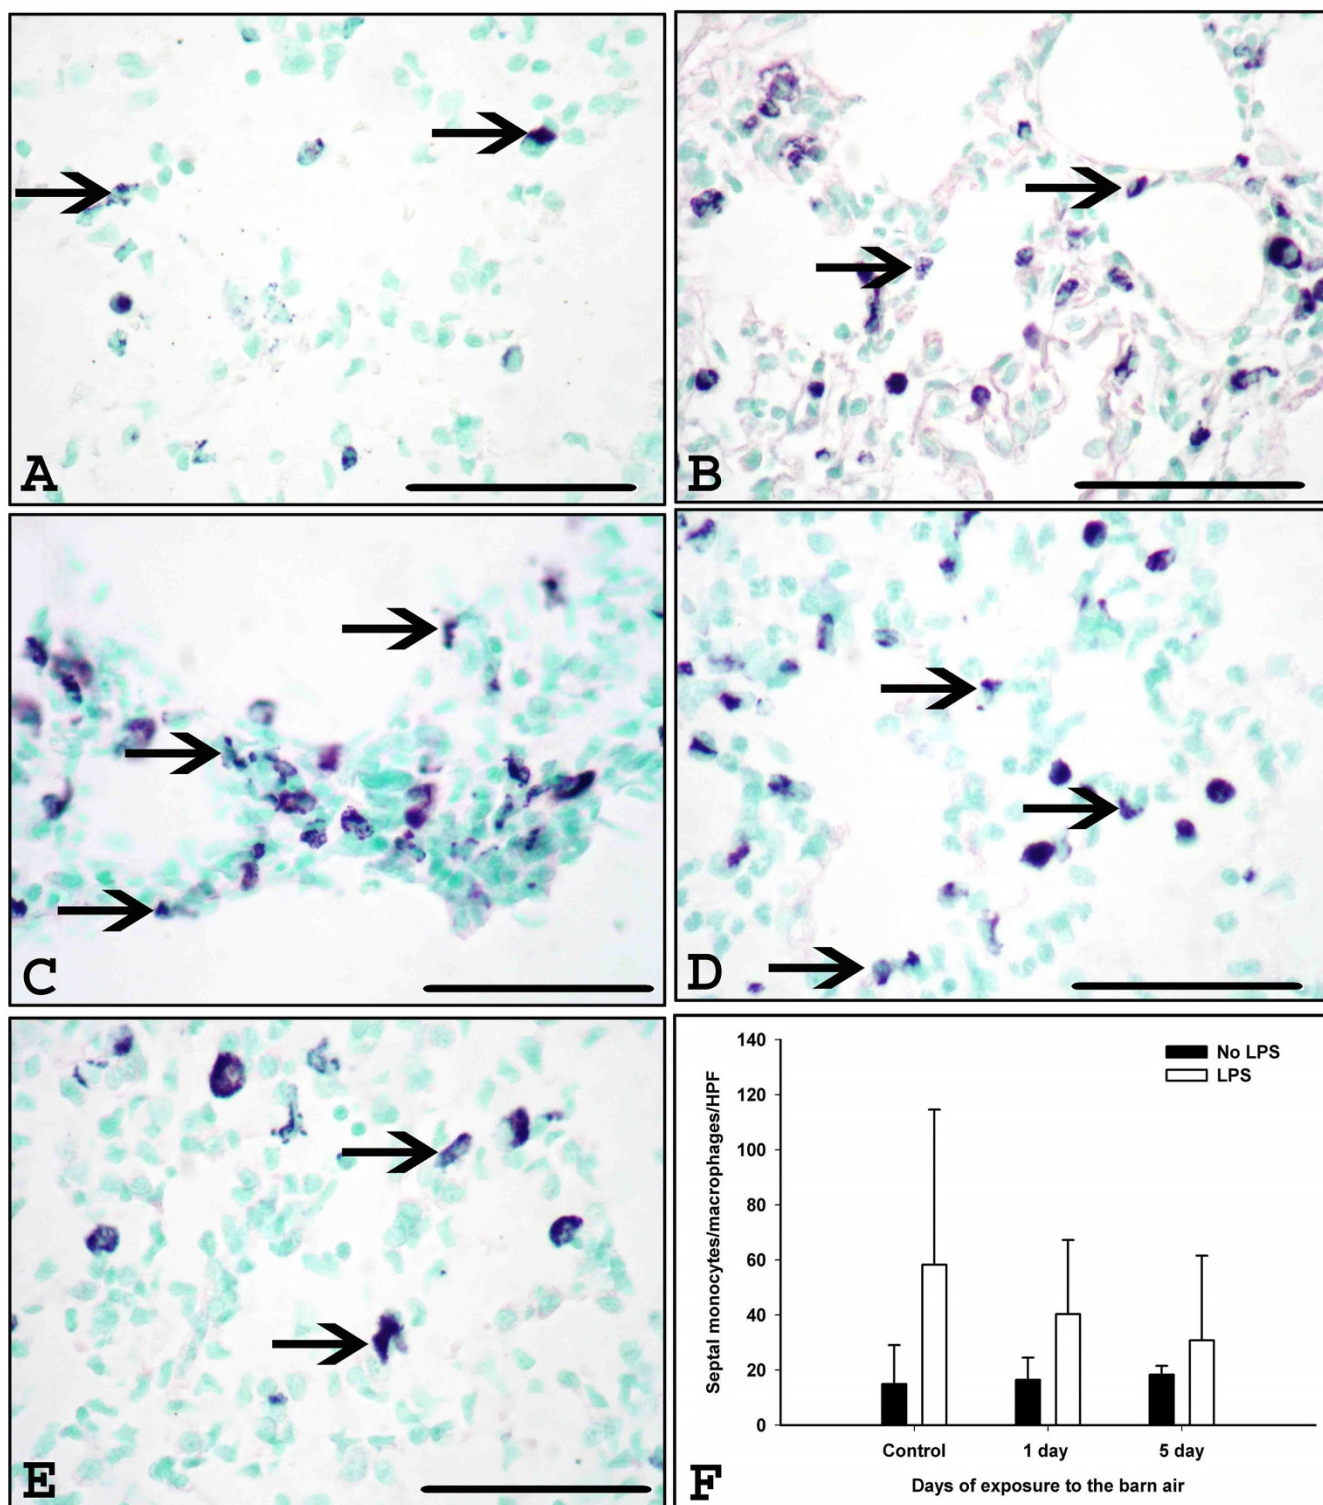 A
B
C
D
E
140
120
100
80
60
40
20
0
Septal monocytes/macrophages/HPF
No LPS
LPS
Control 1 day 5 day
Days of exposure to the barn air
F